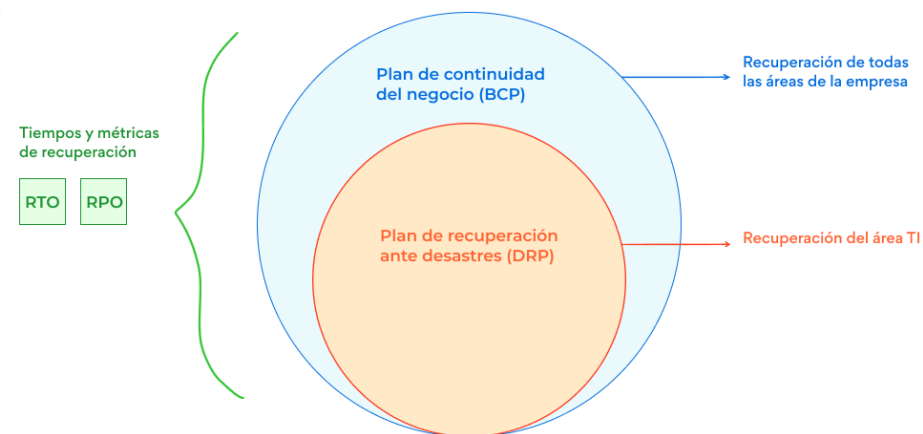 Tiempos y métricas
de recuperación
RTO
RPO
Plan de continuidad
del negocio (BCP)
Recuperación de todas
las áreas de la empresa
Plan de recuperación
ante desastres (DRP)
Recuperación del área TI